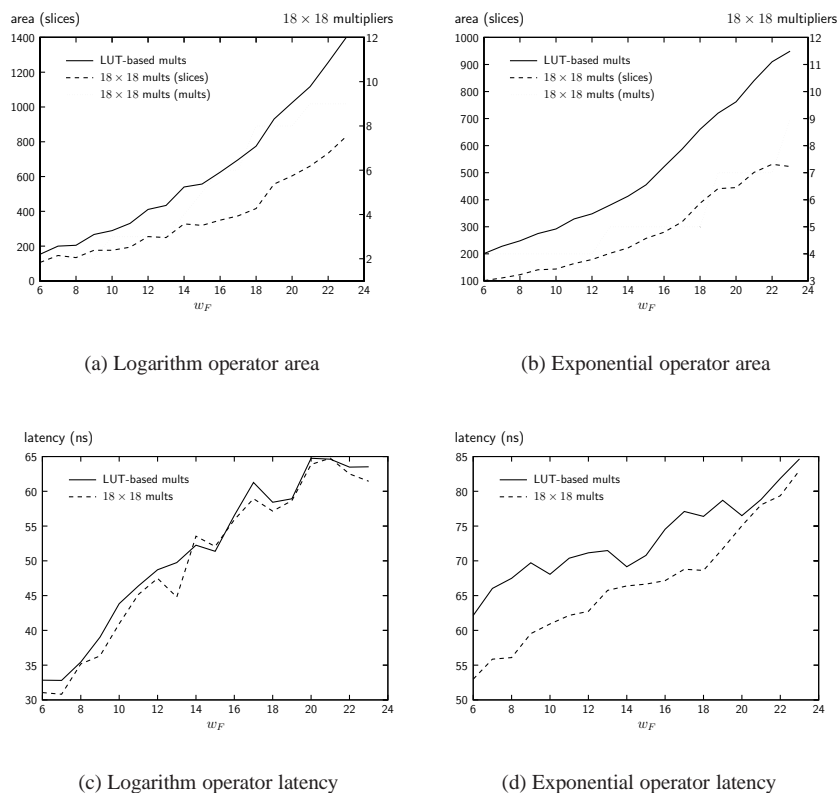 area (slices)
18 × 18 multipliers
1400
1200
1000
800
600
400
200
0
12
10
8
6
4
2
LUT-based mults
18 × 18 mults (slices)
18 × 18 mults (mults)
6 8 10 12 14 16 18 20 22 24
w_F
(a) Logarithm operator area
area (slices)
18 × 18 multipliers
1000
900
800
700
600
500
400
300
200
100
12
11
10
9
8
7
6
5
4
3
LUT-based mults
18 × 18 mults (slices)
18 × 18 mults (mults)
6 8 10 12 14 16 18 20 22 24
w_F
(b) Exponential operator area
latency (ns)
65
60
55
50
45
40
35
30
LUT-based mults
18 × 18 mults
6 8 10 12 14 16 18 20 22 24
w_F
(c) Logarithm operator latency
latency (ns)
85
80
75
70
65
60
55
50
LUT-based mults
18 × 18 mults
6 8 10 12 14 16 18 20 22 24
w_F
(d) Exponential operator latency